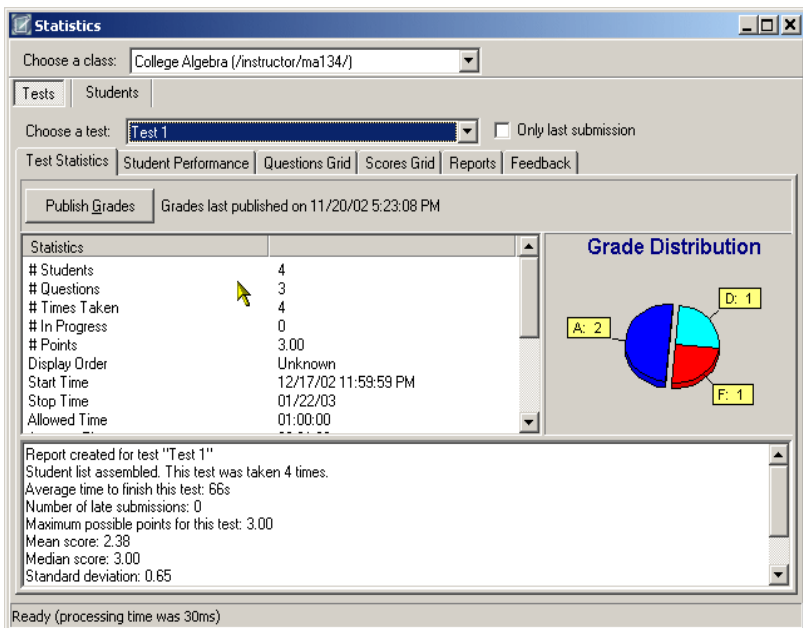 Statistics
Choose a class: College Algebra (/instructor/ma134/)
Tests Students
Choose a test: Test 1 Only last submission
Test Statistics Student Performance Questions Grid Scores Grid Reports Feedback
Publish Grades Grades last published on 11/20/02 5:23:08 PM
Statistics
# Students 4
# Questions 3
# Times Taken 4
# In Progress 0
# Points 3.00
Display Order Unknown
Start Time 12/17/02 11:59:59 PM
Stop Time 01/22/03
Allowed Time 01:00:00
Grade Distribution
D: 1
A: 2
F: 1
Report created for test "Test 1"
Student list assembled. This test was taken 4 times.
Average time to finish this test: 66s
Number of late submissions: 0
Maximum possible points for this test: 3.00
Mean score: 2.38
Median score: 3.00
Standard deviation: 0.65
Ready (processing time was 30ms)